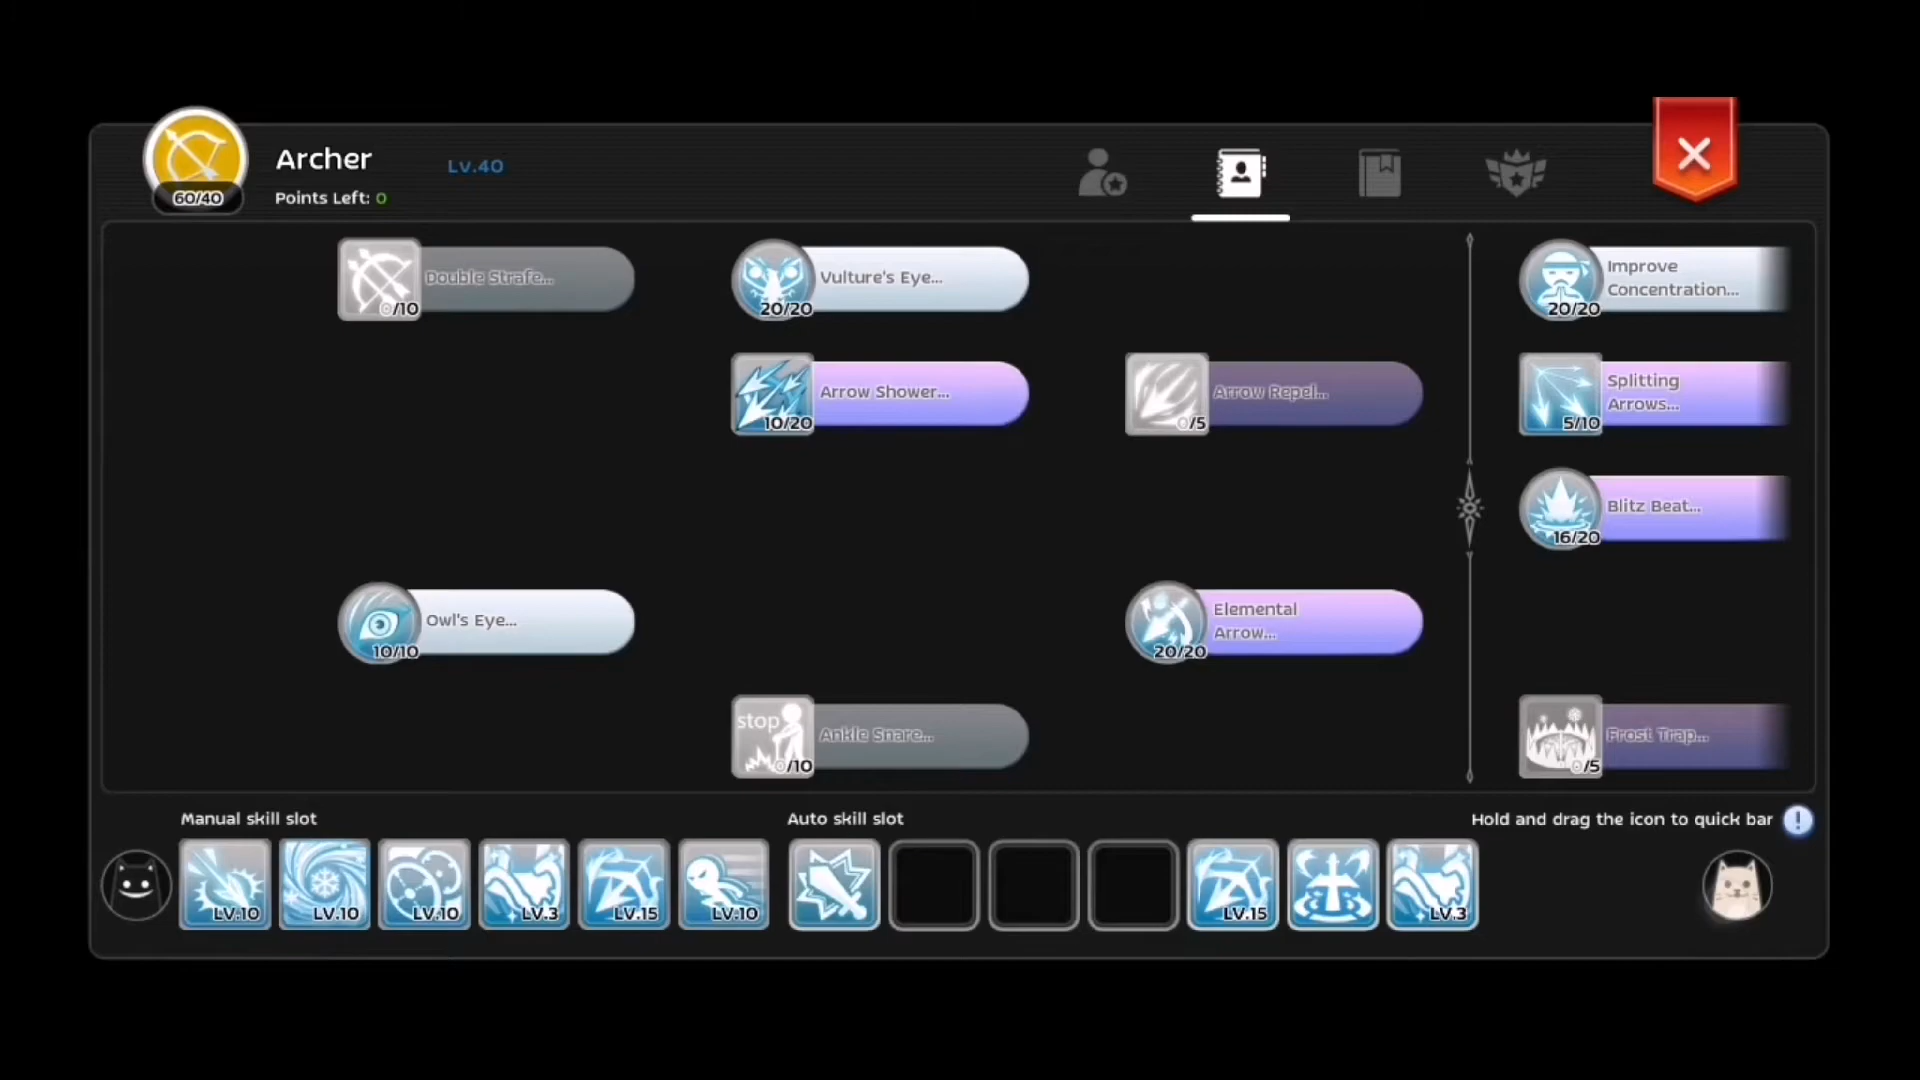 Archer
Lv.40
60/40
Points Left: 0
Double Strafe...
0/10
Vulture's Eye...
20/20
Improve
Concentration...
20/20
Arrow Shower...
10/20
Arrow Repel...
0/5
Splitting
Arrows...
5/10
Blitz Beat...
16/20
Owl's Eye...
10/10
Elemental
Arrow...
20/20
stop
Ankle Snare...
0/10
Frost Trap...
0/5
Manual skill slot
Auto skill slot
Hold and drag the icon to quick bar
LV.10
LV.10
LV.10
LV.3
LV.15
LV.10
LV.15
LV.3